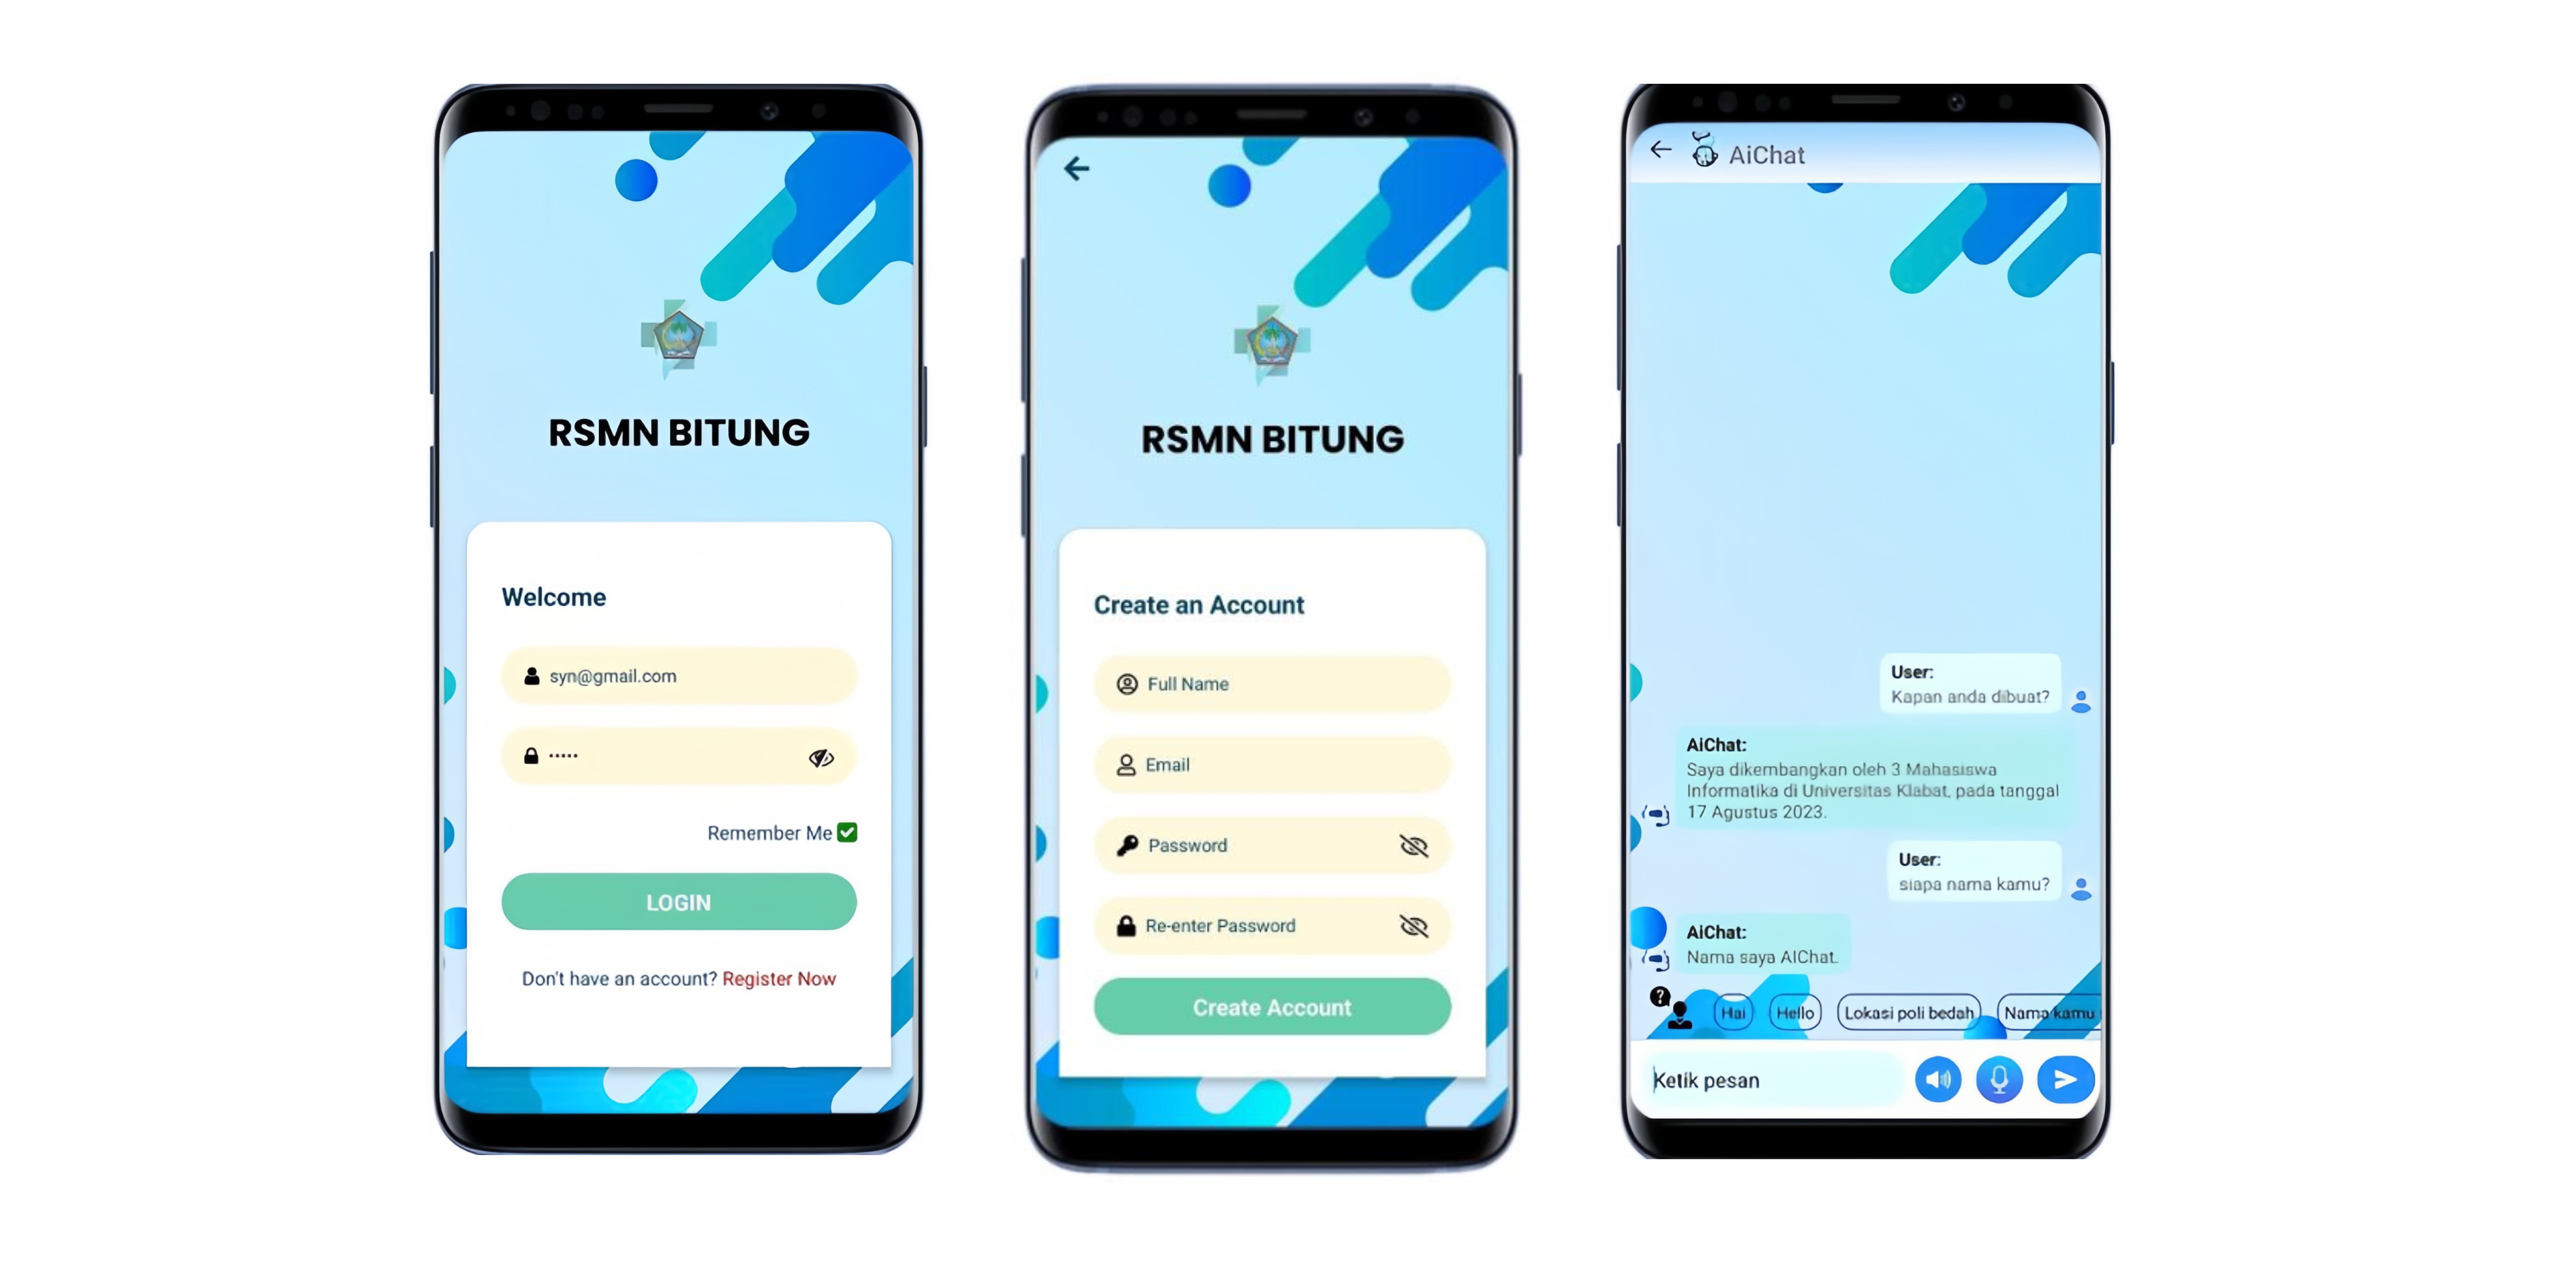 RSMN BITUNG
Welcome
syn@gmail.com
•••••
Remember Me
LOGIN
Don't have an account? Register Now
RSMN BITUNG
Create an Account
Full Name
Email
Password
Re-enter Password
Create Account
AiChat
User:
Kapan anda dibuat?
AiChat:
Saya dikembangkan oleh 3 Mahasiswa
Informatika di Universitas Klabat, pada tanggal
17 Agustus 2023.
User:
siapa nama kamu?
AiChat:
Nama saya AIChat.
Hai
Hello
Lokasi poli bedah
Nama kamu
Ketik pesan